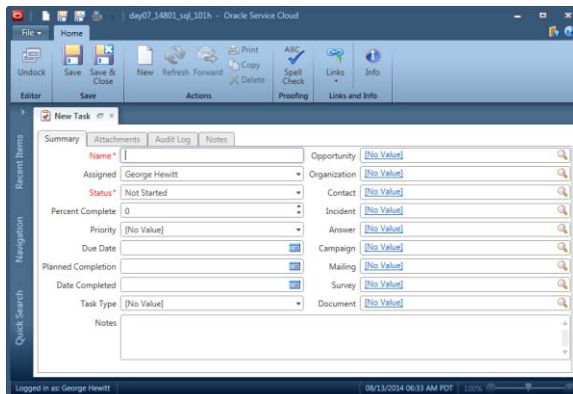 day07_14801_sql_101h - Oracle Service Cloud
File Home
Undock Save Save & Close New Refresh Forward Print Copy Delete Spell Check Links Info
ABC
Editor Save Actions Proofing Links and Info
New Task
Summary Attachments Audit Log Notes
Name* Opportunity [No Value]
Assigned George Hewitt Organization [No Value]
Status* Not Started Contact [No Value]
Percent Complete 0 Incident [No Value]
Priority [No Value] Answer [No Value]
Due Date Campaign [No Value]
Planned Completion Mailing [No Value]
Date Completed Survey [No Value]
Task Type [No Value] Document [No Value]
Notes
Recent Items
Navigation
Quick Search
Logged in as: George Hewitt 08/13/2014 06:33 AM PDT 100%